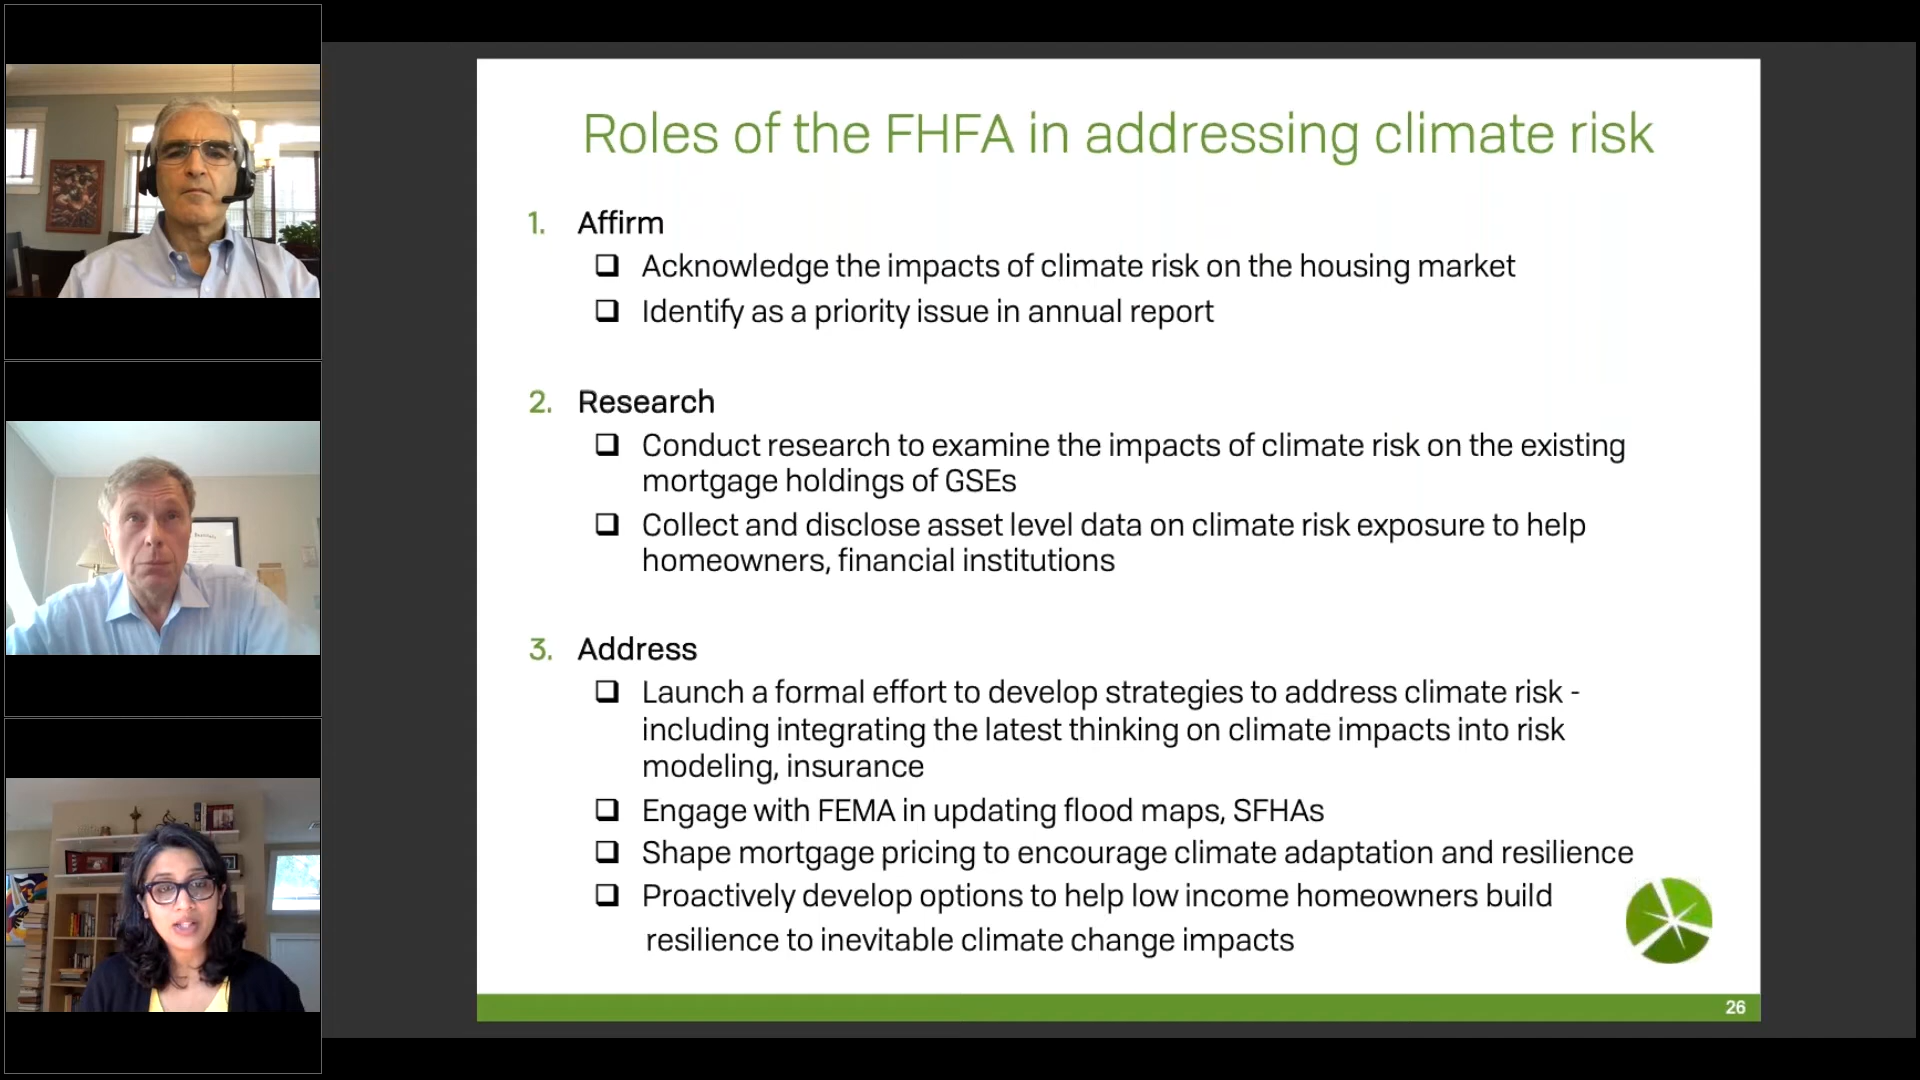 Roles of the FHFA in addressing climate risk
1. Affirm
Acknowledge the impacts of climate risk on the housing market
Identify as a priority issue in annual report
2. Research
Conduct research to examine the impacts of climate risk on the existing
mortgage holdings of GSEs
Collect and disclose asset level data on climate risk exposure to help
homeowners, financial institutions
3. Address
Launch a formal effort to develop strategies to address climate risk -
including integrating the latest thinking on climate impacts into risk
modeling, insurance
Engage with FEMA in updating flood maps, SFHAs
Shape mortgage pricing to encourage climate adaptation and resilience
Proactively develop options to help low income homeowners build
resilience to inevitable climate change impacts
26